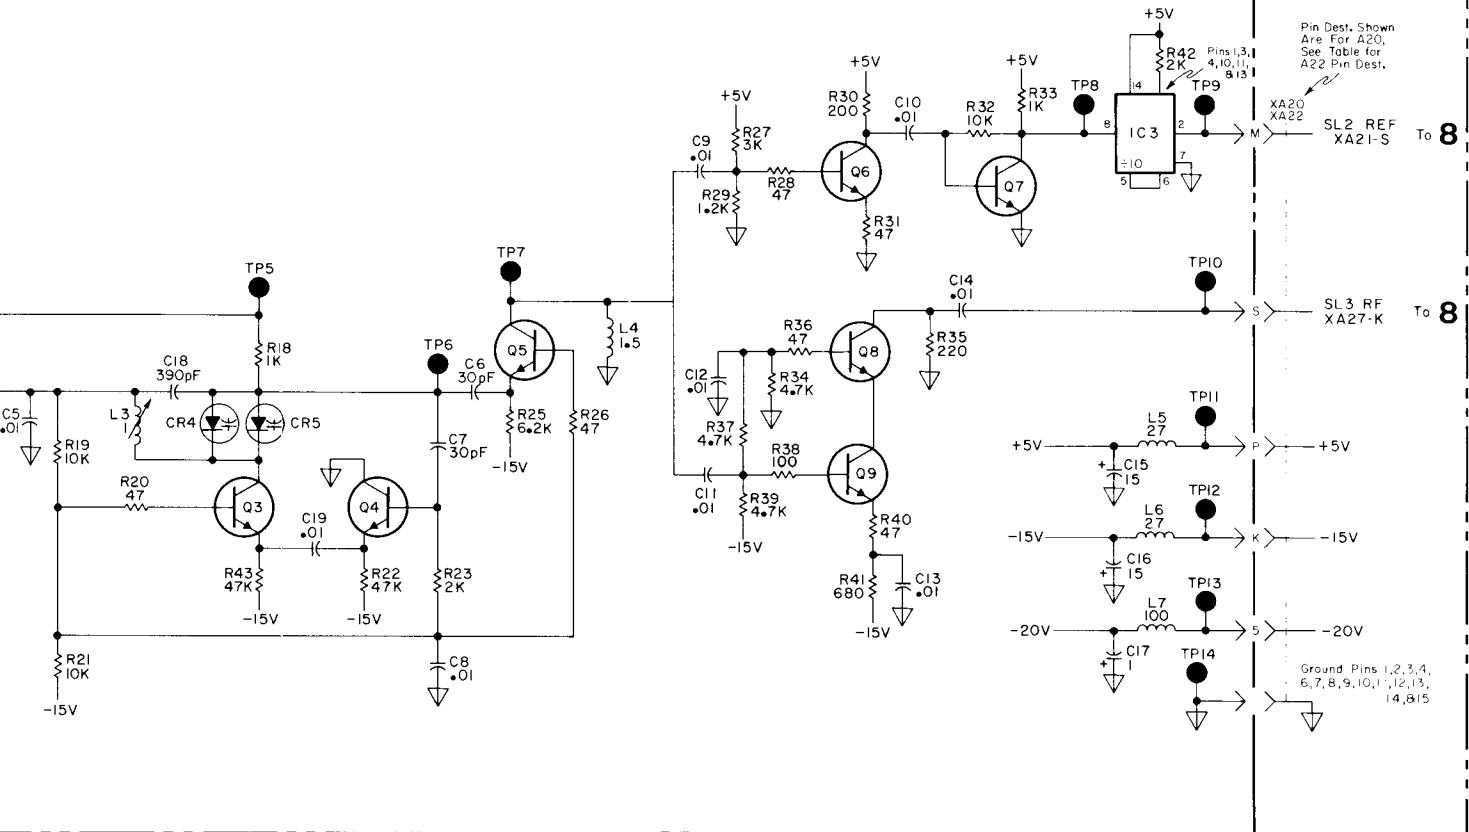 +5V
Pin Dest. Shown
Are For A20,
See Table for
A22 Pin Dest.
R42
2K
Pins 1,3,
4,10,11,
8,13
+5V
+5V
TP8
14
TP9
+5V
R30
200
C10
.01
R32
10K
R33
1K
XA20
XA22
SL2 REF
XA21-S
To 8
M
8
IC3
2
÷10
7
5
6
C9
.01
R27
3K
R28
47
R29
1.2K
Q6
Q7
R31
47
TP7
TP5
TP10
C14
.01
S
SL3 RF
XA27-K
To 8
L4
1.5
R36
47
Q8
R35
220
R18
1K
TP6
C6
30pF
Q5
C18
390pF
C12
.01
R34
4.7K
C5
.01
L3
1
CR4
CR5
R25
6.2K
R26
47
R37
4.7K
TP11
R19
10K
C7
30pF
-15V
R38
100
Q9
+5V
L5
27
P
+5V
+
C15
15
R20
47
Q3
Q4
C11
.01
R39
4.7K
TP12
C19
.01
R40
47
-15V
-15V
L6
27
K
-15V
+
C16
15
R43
47K
R22
47K
R23
2K
R41
680
C13
.01
TP13
-15V
-15V
-15V
-20V
L7
100
5
-20V
+
C17
1
R21
10K
C8
.01
TP14
Ground Pins 1,2,3,4,
6,7,8,9,10,11,12,13,
14,&15
-15V